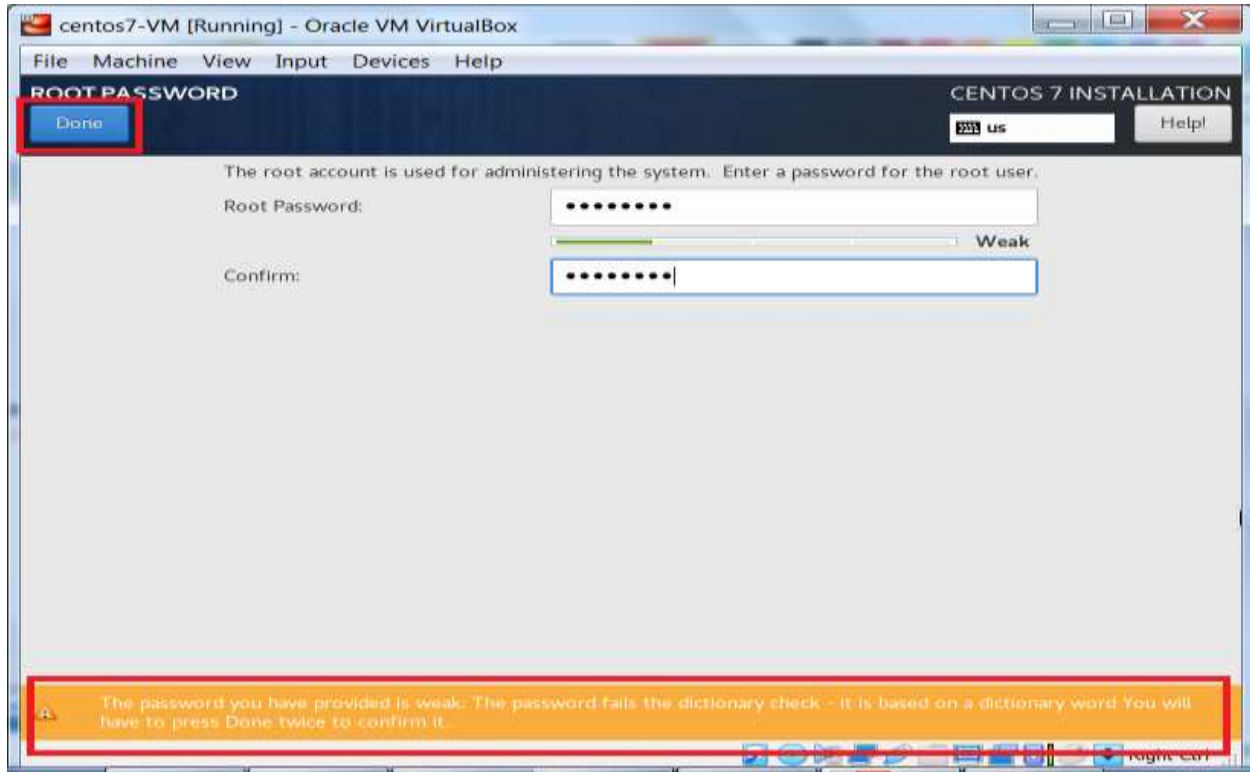 centos7-VM [Running] - Oracle VM VirtualBox
File Machine View Input Devices Help
ROOT PASSWORD
CENTOS 7 INSTALLATION
Done
us
Help!
The root account is used for administering the system. Enter a password for the root user.
Root Password:
••••••••
Weak
Confirm:
••••••••
The password you have provided is weak: The password fails the dictionary check - it is based on a dictionary word You will
have to press Done twice to confirm it.
Right Ctrl